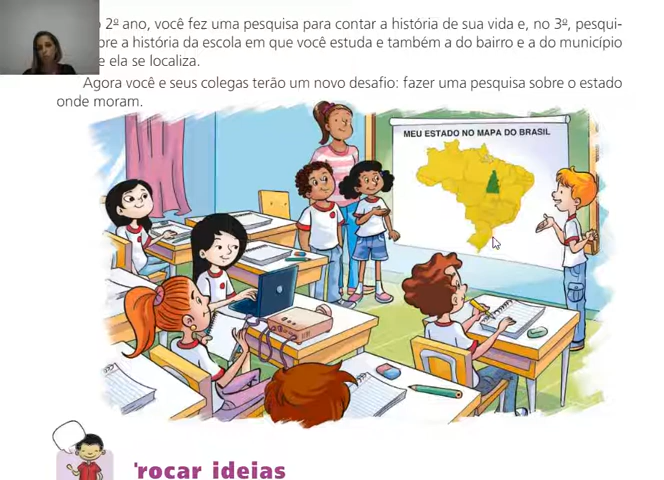 2º ano, você fez uma pesquisa para contar a história de sua vida e, no 3º, pesqui-
a história da escola em que você estuda e também a do bairro e a do município
ela se localiza.
Agora você e seus colegas terão um novo desafio: fazer uma pesquisa sobre o estado
onde moram.
MEU ESTADO NO MAPA DO BRASIL
rocar ideias